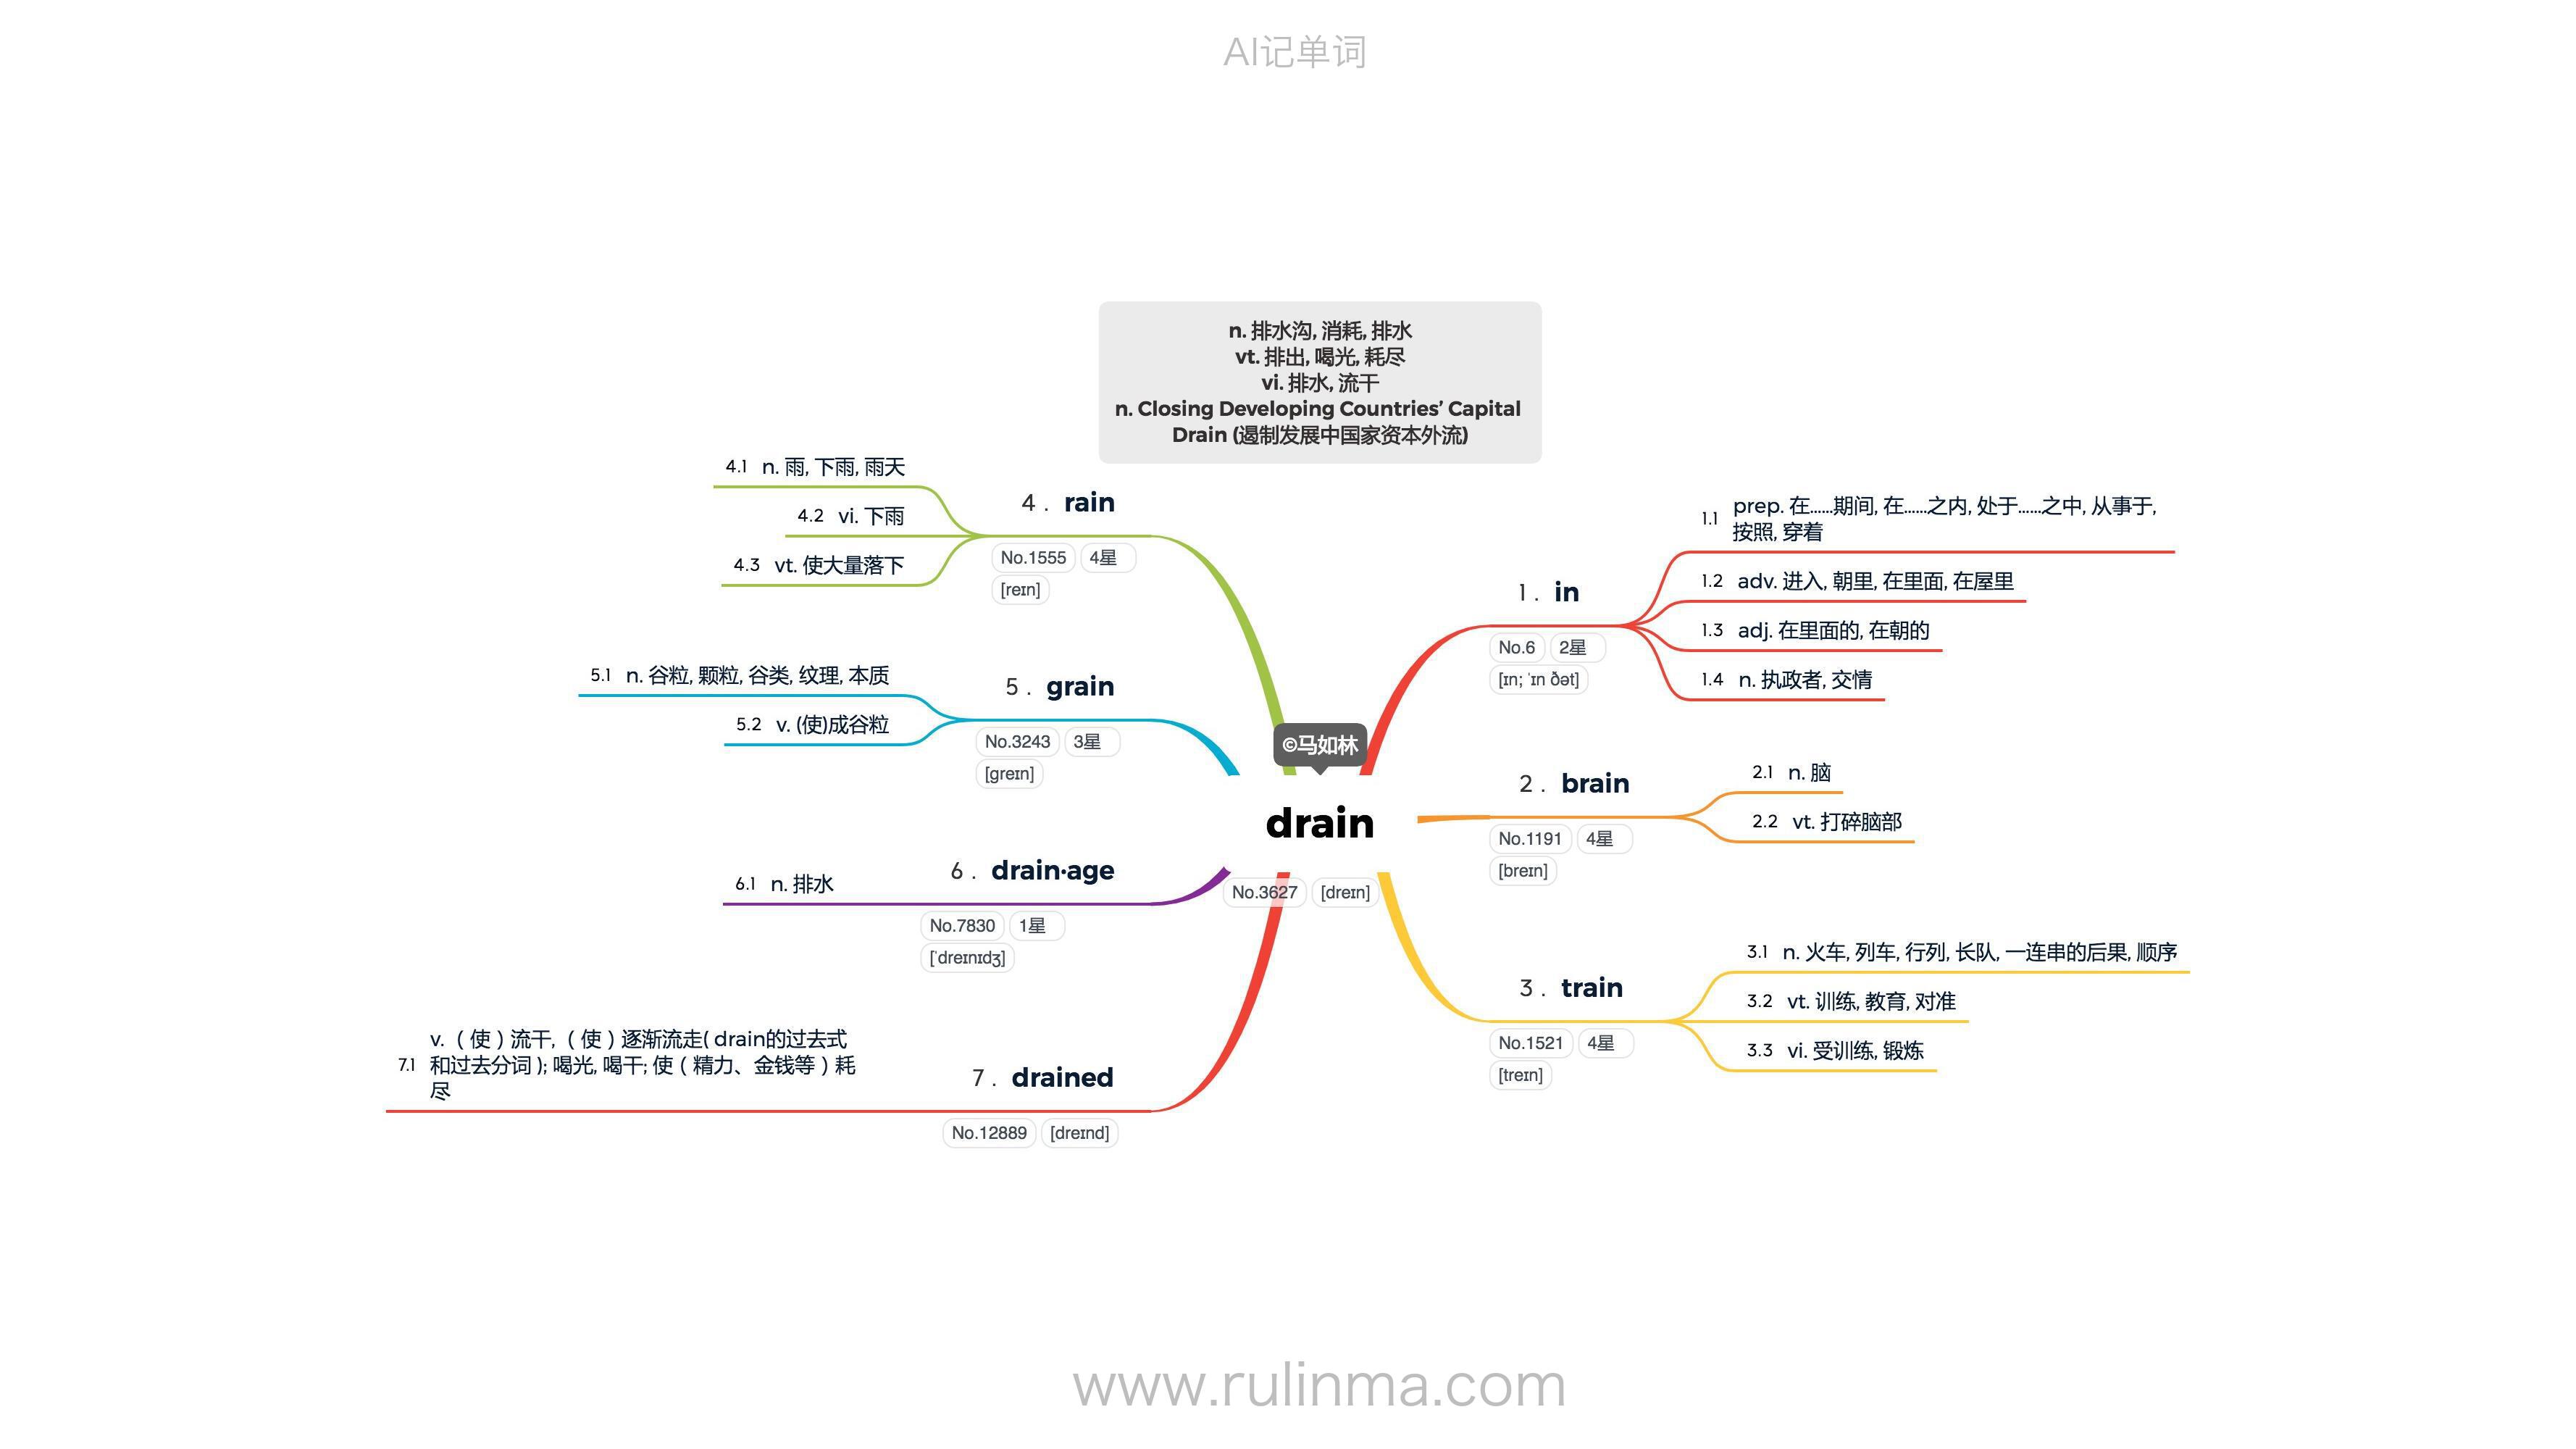 AI记单词
n. 排水沟, 消耗, 排水
vt. 排出, 喝光, 耗尽
vi. 排水, 流干
n. Closing Developing Countries’ Capital
Drain (遏制发展中国家资本外流)
©马如林
drain
No.3627 [dreɪn]
1 . in
No.6 2星
[ɪn; ˈɪn ðət]
1.1 prep. 在……期间, 在……之内, 处于……之中, 从事于,
按照, 穿着
1.2 adv. 进入, 朝里, 在里面, 在屋里
1.3 adj. 在里面的, 在朝的
1.4 n. 执政者, 交情
2 . brain
No.1191 4星
[breɪn]
2.1 n. 脑
2.2 vt. 打碎脑部
3 . train
No.1521 4星
[treɪn]
3.1 n. 火车, 列车, 行列, 长队, 一连串的后果, 顺序
3.2 vt. 训练, 教育, 对准
3.3 vi. 受训练, 锻炼
4 . rain
No.1555 4星
[reɪn]
4.1 n. 雨, 下雨, 雨天
4.2 vi. 下雨
4.3 vt. 使大量落下
5 . grain
No.3243 3星
[ɡreɪn]
5.1 n. 谷粒, 颗粒, 谷类, 纹理, 本质
5.2 v. (使)成谷粒
6 . drain·age
No.7830 1星
[ˈdreɪnɪdʒ]
6.1 n. 排水
7 . drained
No.12889 [dreɪnd]
7.1 v.（使）流干,（使）逐渐流走( drain的过去式
和过去分词 ); 喝光, 喝干; 使（精力、金钱等）耗
尽
www.rulinma.com